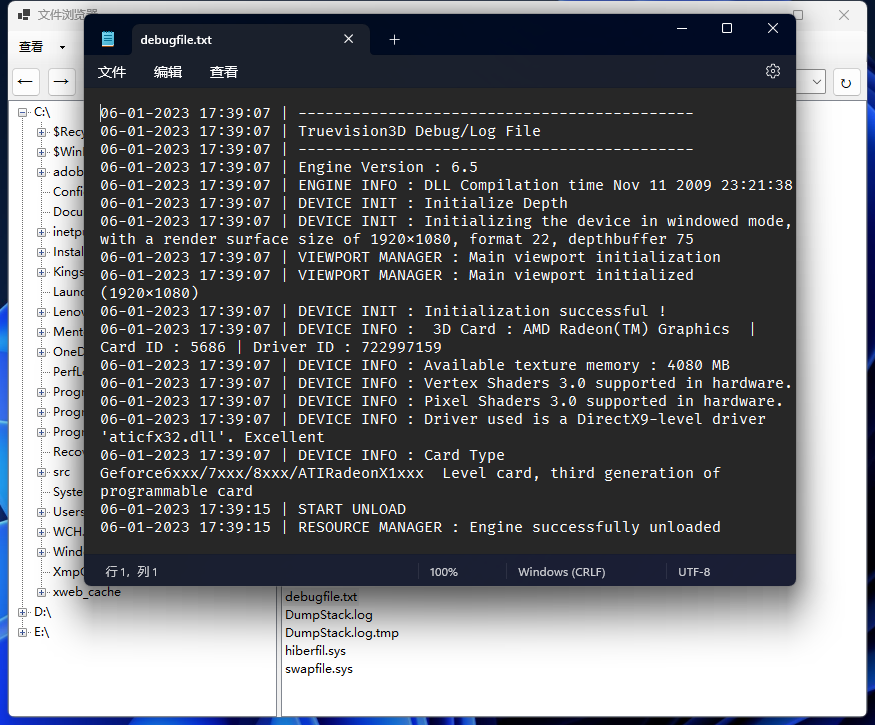 文件浏览器
查看
debugfile.txt
文件 编辑 查看
06-01-2023 17:39:07 | --------------------------------------------
06-01-2023 17:39:07 | Truevision3D Debug/Log File
06-01-2023 17:39:07 | --------------------------------------------
06-01-2023 17:39:07 | Engine Version : 6.5
06-01-2023 17:39:07 | ENGINE INFO : DLL Compilation time Nov 11 2009 23:21:38
06-01-2023 17:39:07 | DEVICE INIT : Initialize Depth
06-01-2023 17:39:07 | DEVICE INIT : Initializing the device in windowed mode,
with a render surface size of 1920×1080, format 22, depthbuffer 75
06-01-2023 17:39:07 | VIEWPORT MANAGER : Main viewport initialization
06-01-2023 17:39:07 | VIEWPORT MANAGER : Main viewport initialized
(1920×1080)
06-01-2023 17:39:07 | DEVICE INIT : Initialization successful !
06-01-2023 17:39:07 | DEVICE INFO :  3D Card : AMD Radeon(TM) Graphics  |
Card ID : 5686 | Driver ID : 722997159
06-01-2023 17:39:07 | DEVICE INFO : Available texture memory : 4080 MB
06-01-2023 17:39:07 | DEVICE INFO : Vertex Shaders 3.0 supported in hardware.
06-01-2023 17:39:07 | DEVICE INFO : Pixel Shaders 3.0 supported in hardware.
06-01-2023 17:39:07 | DEVICE INFO : Driver used is a DirectX9-level driver
'aticfx32.dll'. Excellent
06-01-2023 17:39:07 | DEVICE INFO : Card Type
Geforce6xxx/7xxx/8xxx/ATIRadeonX1xxx  Level card, third generation of
programmable card
06-01-2023 17:39:15 | START UNLOAD
06-01-2023 17:39:15 | RESOURCE MANAGER : Engine successfully unloaded
行 1，列 1 100% Windows (CRLF) UTF-8
C:\
$Recy
$Win
adob
Confi
Docu
inetpu
Instal
Kings
Launc
Lenov
Ment
OneD
PerfLo
Progr
Progr
Progr
Recov
src
Syste
Users
WCH
Wind
Xmp
xweb_cache
D:\
E:\
debugfile.txt
DumpStack.log
DumpStack.log.tmp
hiberfil.sys
swapfile.sys